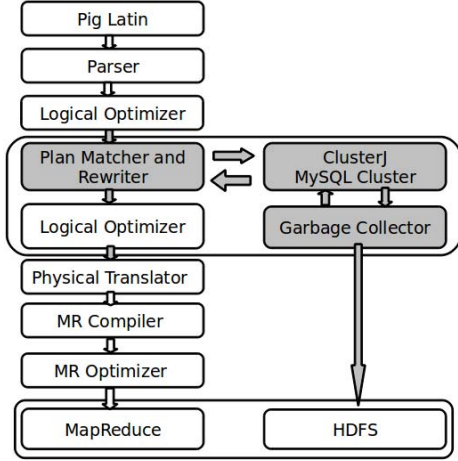 Pig Latin
Parser
Logical Optimizer
Plan Matcher and
Rewriter
ClusterJ
MySQL Cluster
Logical Optimizer
Garbage Collector
Physical Translator
MR Compiler
MR Optimizer
MapReduce
HDFS